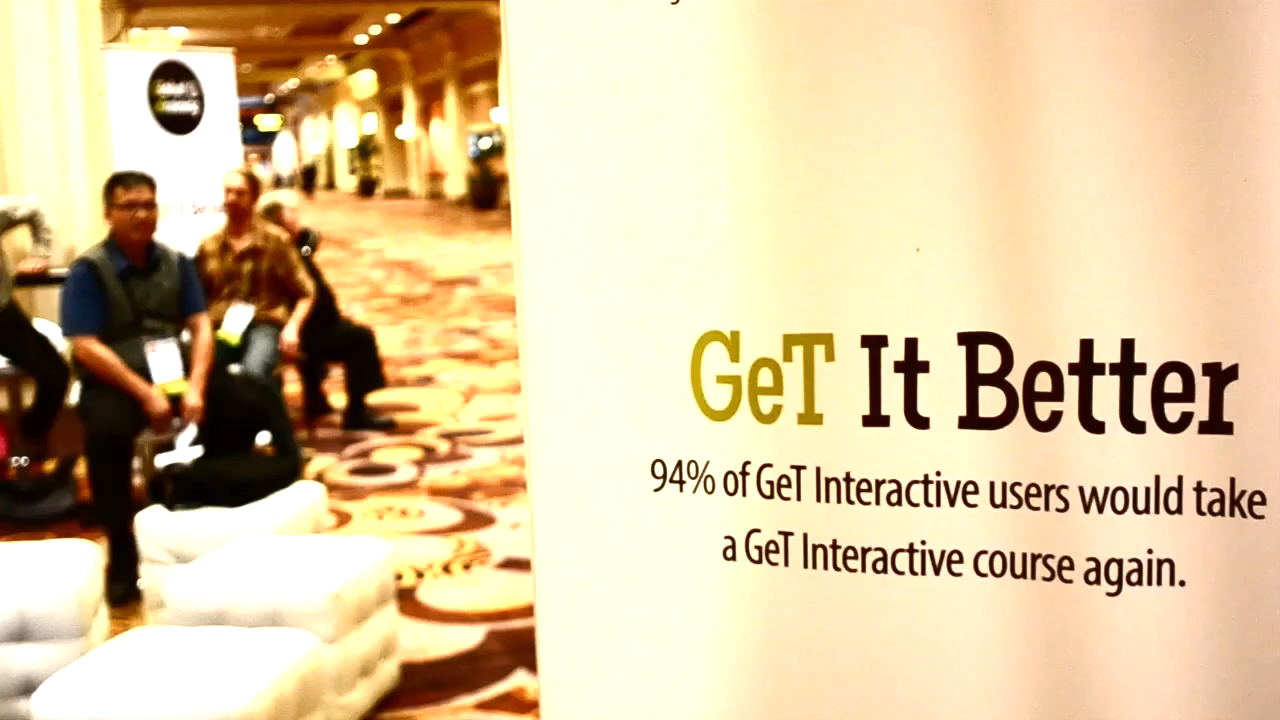 GeT It Better
94% of GeT Interactive users would take
a GeT Interactive course again.